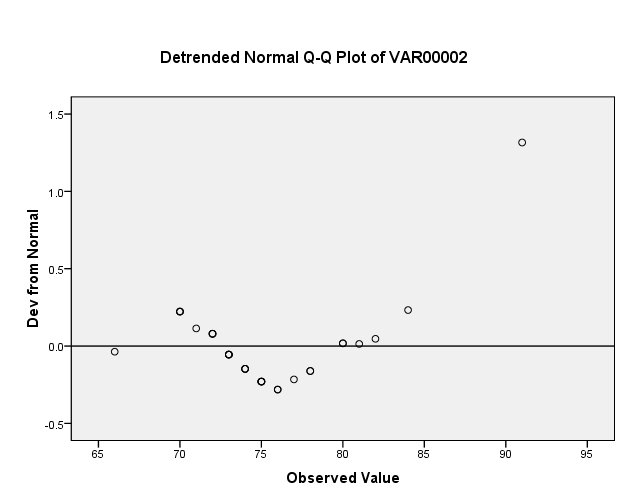 Detrended Normal Q-Q Plot of VAR00002
1.5
1.0
0.5
0.0
-0.5
Dev from Normal
65 70 75 80 85 90 95
Observed Value